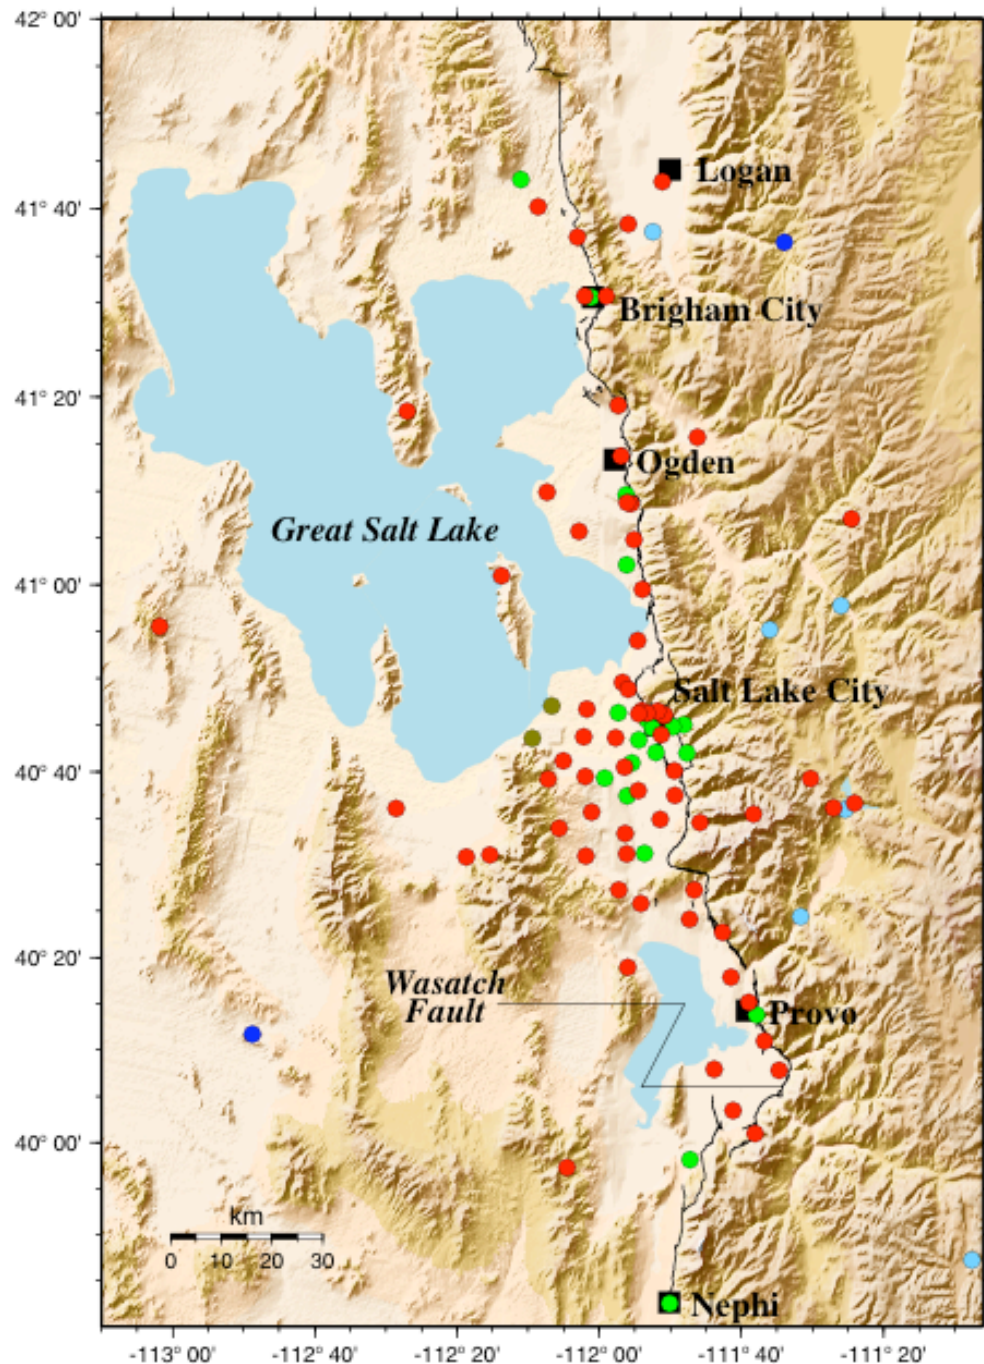 42° 00'
Logan
41° 40'
Brigham City
41° 20'
Ogden
Great Salt Lake
41° 00'
Salt Lake City
40° 40'
40° 20'
Wasatch
Fault
Provo
40° 00'
km
0 10 20 30
Nephi
-113° 00' -112° 40' -112° 20' -112° 00' -111° 40' -111° 20'